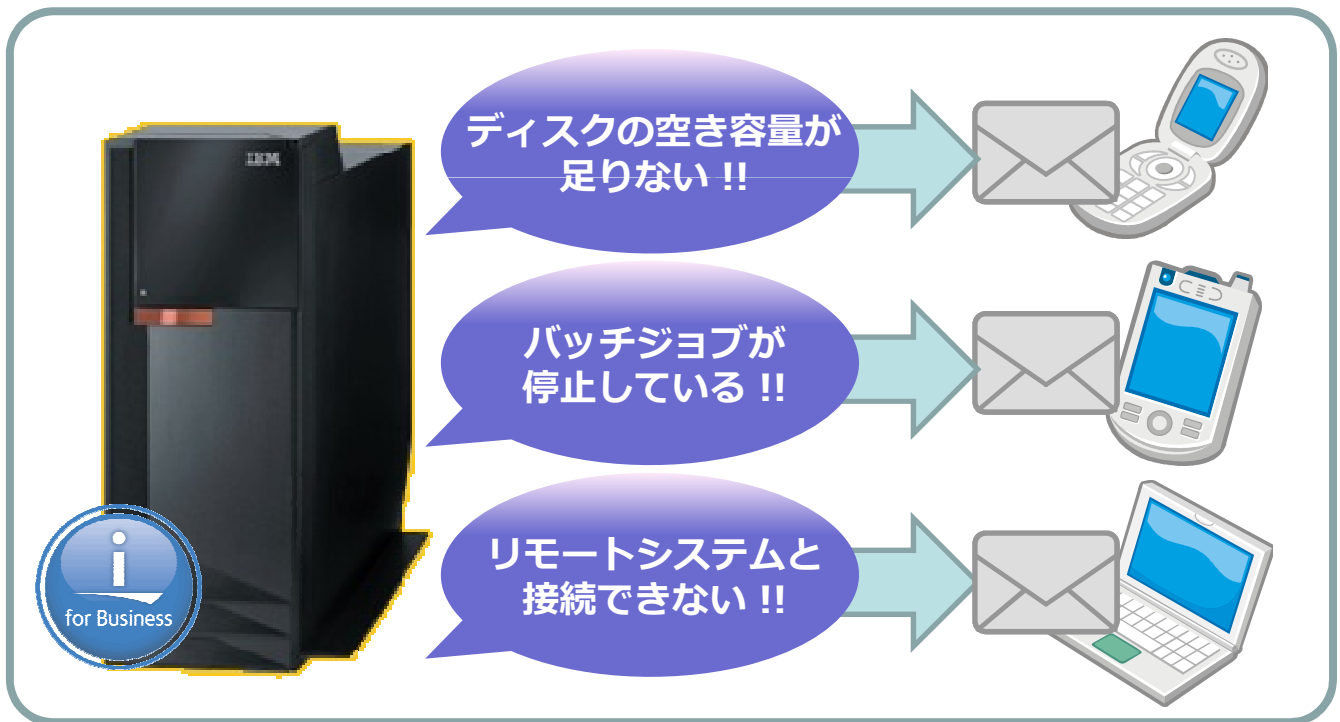 IBM
ディスクの空き容量が
足りない !!
バッチジョブが
停止している !!
リモートシステムと
接続できない !!
i
for Business